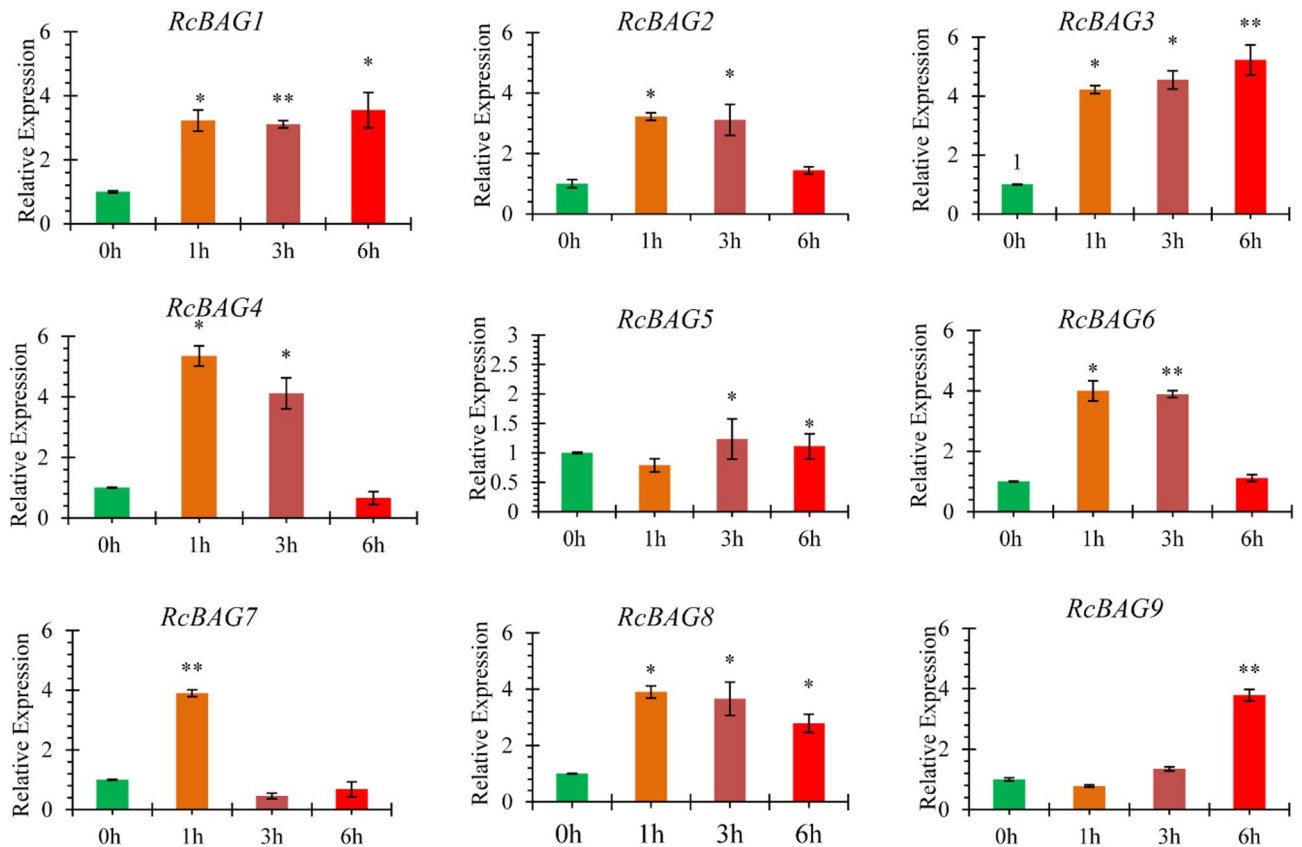 RcBAG1
Relative Expression
6
4
2
0
* ** *
0h 1h 3h 6h
RcBAG2
Relative Expression
6
4
2
0
* *
0h 1h 3h 6h
RcBAG3
Relative Expression
6
4
2
0
1 * * **
0h 1h 3h 6h
RcBAG4
Relative Expression
6
4
2
0
* *
0h 1h 3h 6h
RcBAG5
Relative Expression
3
2.5
2
1.5
1
0.5
0
* *
0h 1h 3h 6h
RcBAG6
Relative Expression
6
4
2
0
* **
0h 1h 3h 6h
RcBAG7
Relative Expression
6
4
2
0
**
0h 1h 3h 6h
RcBAG8
Relative Expression
6
4
2
0
* * *
0h 1h 3h 6h
RcBAG9
Relative Expression
6
4
2
0
**
0h 1h 3h 6h